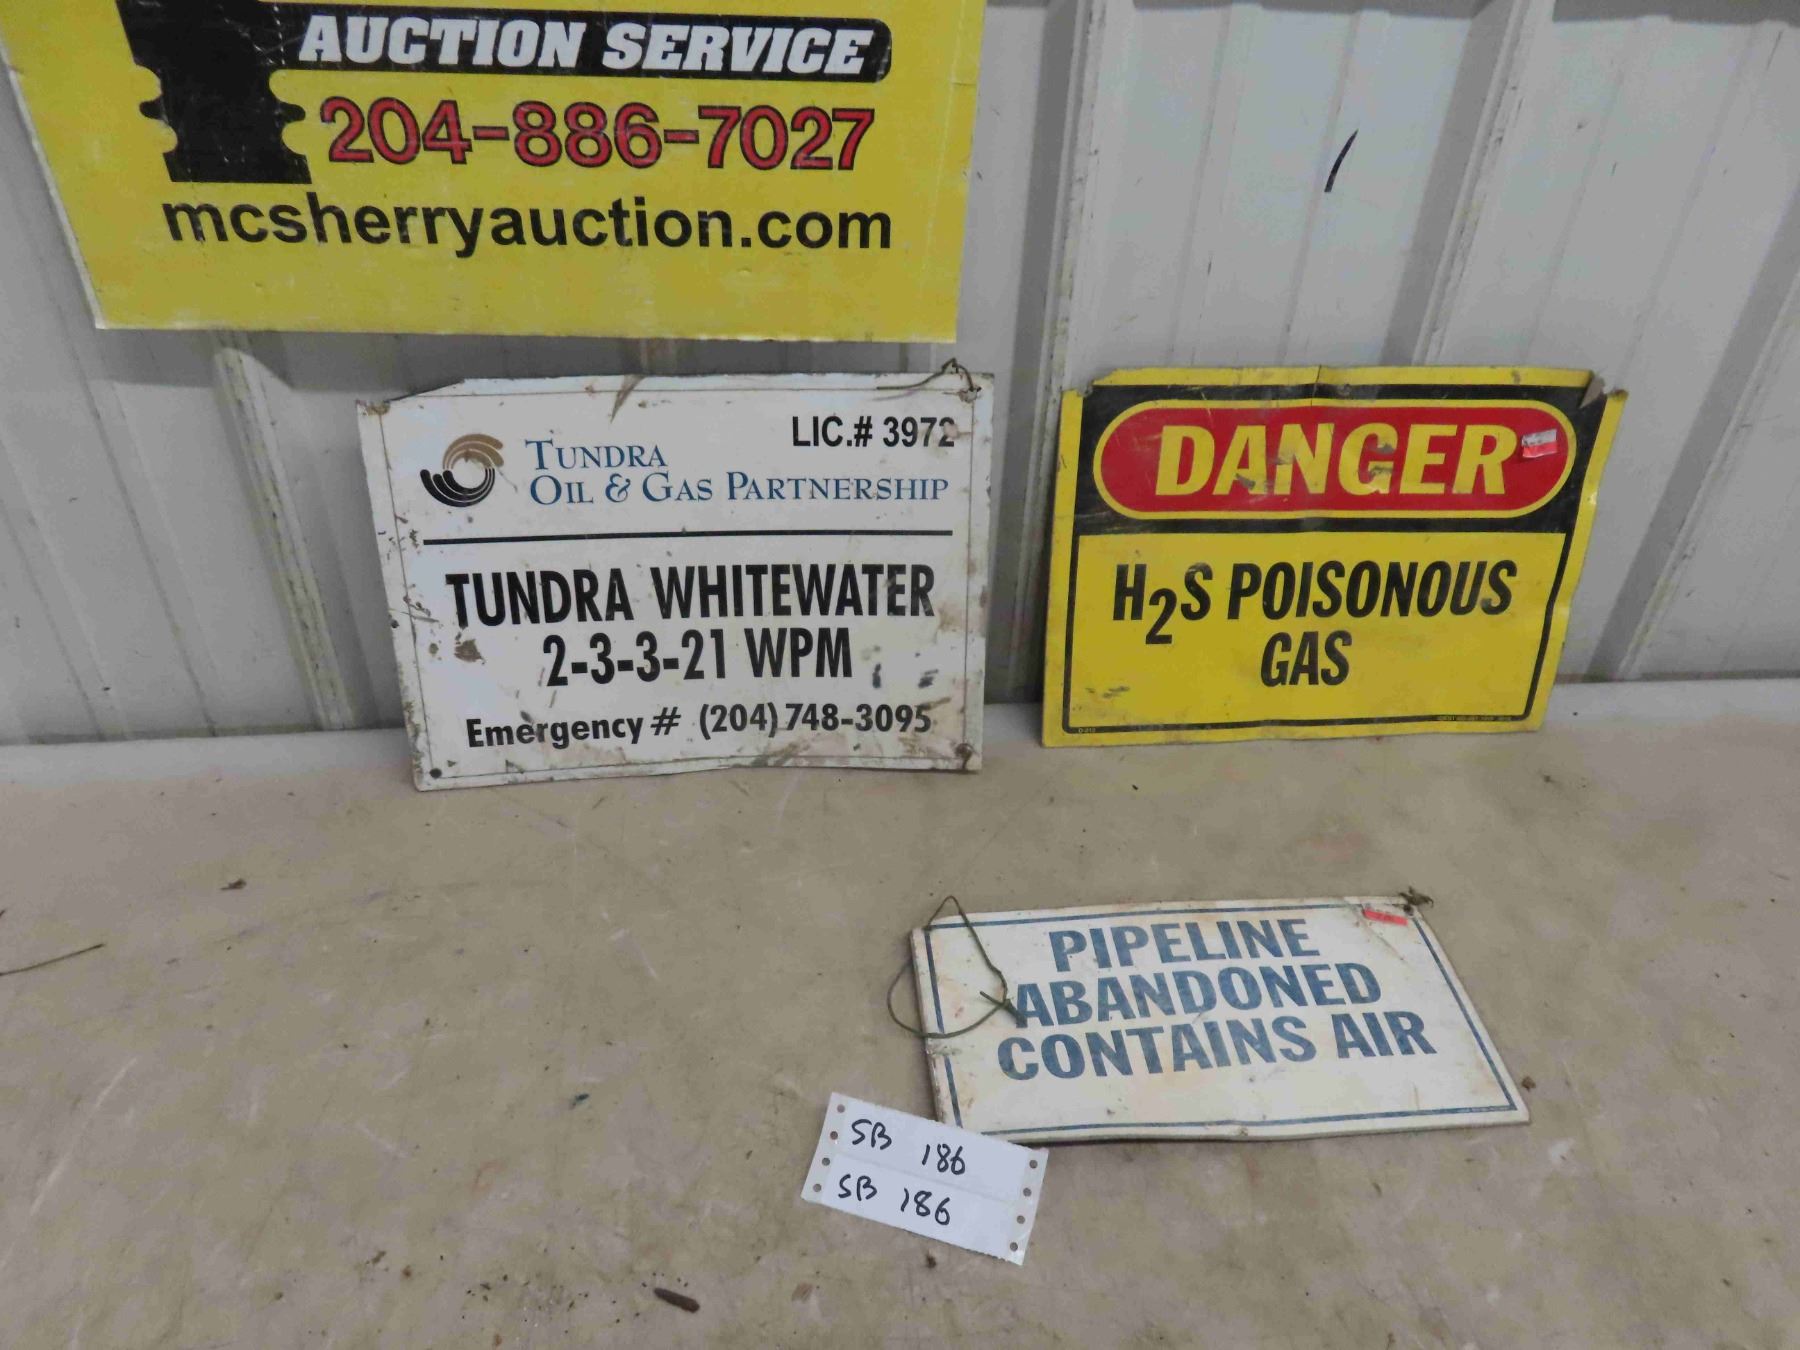 AUCTION SERVICE
204-886-7027
mcsherryauction.com
LIC.# 3972
TUNDRA
OIL & GAS PARTNERSHIP
TUNDRA WHITEWATER
2-3-3-21 WPM
Emergency # (204) 748-3095
DANGER
H2S POISONOUS
GAS
PIPELINE
ABANDONED
CONTAINS AIR
SB 186
SB 186